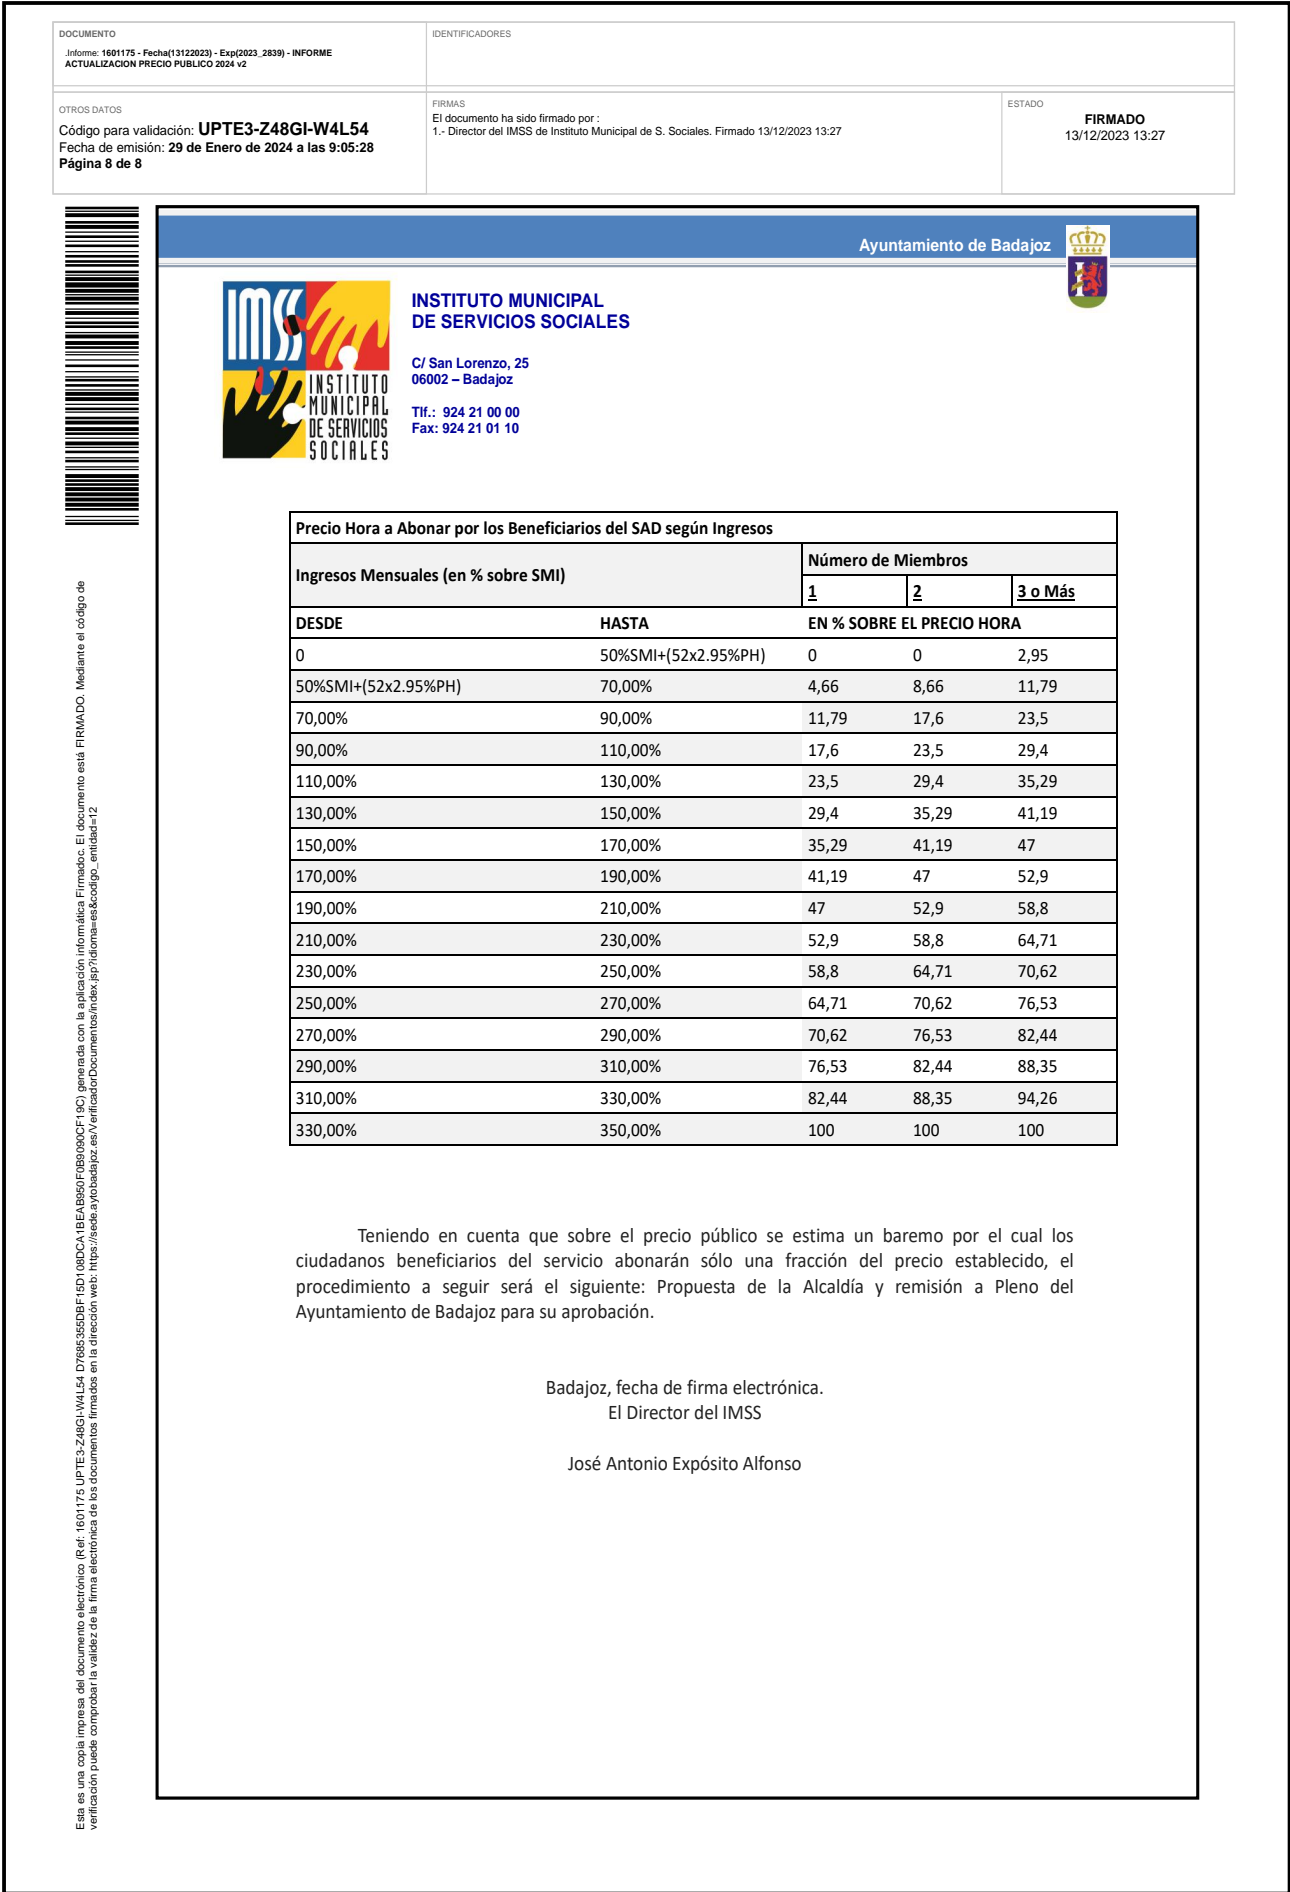 DOCUMENTO
.Informe: 1601175 - Fecha(13122023) - Exp(2023_2839) - INFORME
ACTUALIZACION PRECIO PUBLICO 2024 v2
IDENTIFICADORES
OTROS DATOS
Código para validación: UPTE3-Z48GI-W4L54
Fecha de emisión: 29 de Enero de 2024 a las 9:05:28
Página 8 de 8
FIRMAS
El documento ha sido firmado por :
1.- Director del IMSS de Instituto Municipal de S. Sociales. Firmado 13/12/2023 13:27
ESTADO
FIRMADO
13/12/2023 13:27
Ayuntamiento de Badajoz
IMSS
INSTITUTO
MUNICIPAL
DE SERVICIOS
SOCIALES
INSTITUTO MUNICIPAL
DE SERVICIOS SOCIALES
C/ San Lorenzo, 25
06002 – Badajoz
Tlf.: 924 21 00 00
Fax: 924 21 01 10
Precio Hora a Abonar por los Beneficiarios del SAD según Ingresos
Ingresos Mensuales (en % sobre SMI)
Número de Miembros
1 2 3 o Más
DESDE HASTA EN % SOBRE EL PRECIO HORA
0 50%SMI+(52x2.95%PH) 0 0 2,95
50%SMI+(52x2.95%PH) 70,00% 4,66 8,66 11,79
70,00% 90,00% 11,79 17,6 23,5
90,00% 110,00% 17,6 23,5 29,4
110,00% 130,00% 23,5 29,4 35,29
130,00% 150,00% 29,4 35,29 41,19
150,00% 170,00% 35,29 41,19 47
170,00% 190,00% 41,19 47 52,9
190,00% 210,00% 47 52,9 58,8
210,00% 230,00% 52,9 58,8 64,71
230,00% 250,00% 58,8 64,71 70,62
250,00% 270,00% 64,71 70,62 76,53
270,00% 290,00% 70,62 76,53 82,44
290,00% 310,00% 76,53 82,44 88,35
310,00% 330,00% 82,44 88,35 94,26
330,00% 350,00% 100 100 100
Teniendo en cuenta que sobre el precio público se estima un baremo por el cual los
ciudadanos beneficiarios del servicio abonarán sólo una fracción del precio establecido, el
procedimiento a seguir será el siguiente: Propuesta de la Alcaldía y remisión a Pleno del
Ayuntamiento de Badajoz para su aprobación.
Badajoz, fecha de firma electrónica.
El Director del IMSS
José Antonio Expósito Alfonso
Esta es una copia impresa del documento electrónico (Ref: 1601175 UPTE3-Z48GI-W4L54 D7685355DBF15D108DCA1BEAB950F0B9090CF19C) generada con la aplicación informática Firmadoc. El documento está FIRMADO. Mediante el código de
verificación puede comprobar la validez de la firma electrónica de los documentos firmados en la dirección web: https://sede.aytobadajoz.es/VerificadorDocumentos/index.jsp?idioma=es&codigo_entidad=12